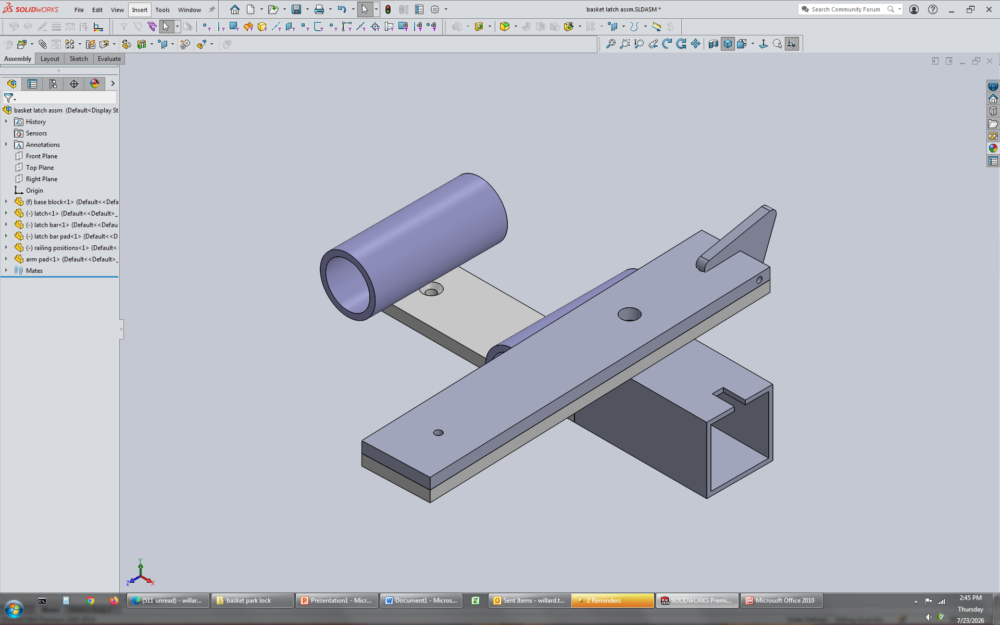 SOLIDWORKS File Edit View Insert Tools Window
basket latch assm.SLDASM *
Search Community Forum
Assembly Layout Sketch Evaluate
basket latch assm (Default<Display St
History
Sensors
A Annotations
Front Plane
Top Plane
Right Plane
Origin
(f) base block<1> (Default<<Defa
(-) latch<1> (Default<<Default>_
(-) latch bar<1> (Default<<Defau
(-) latch bar pad<1> (Default<<D
(-) railing positions<1> (Default<
arm pad<1> (Default<<Default>_
Mates
Y
Z
X
(511 unread) - willar...
basket park lock
Presentation1 - Micr...
Document1 - Micros...
Sent Items - willard.t...
2 Reminders
SOLIDWORKS Premi...
Microsoft Office 2010
2:45 PM
Thursday
7/23/2026